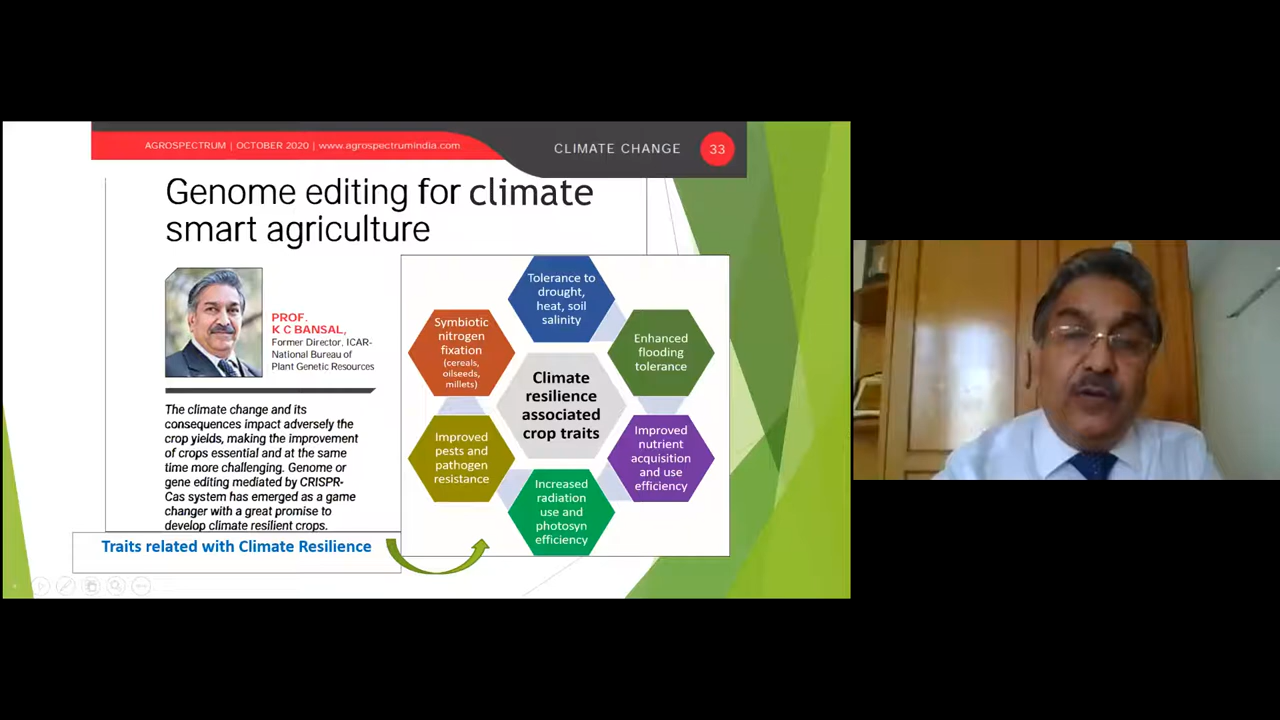 AGROSPECTRUM | OCTOBER 2020 | www.agrospectrumindia.com
CLIMATE CHANGE
33
Genome editing for climate
smart agriculture
PROF.
K C BANSAL,
Former Director, ICAR-
National Bureau of
Plant Genetic Resources
The climate change and its
consequences impact adversely the
crop yields, making the improvement
of crops essential and at the same
time more challenging. Genome or
gene editing mediated by CRISPR-
Cas system has emerged as a game
changer with a great promise to
develop climate resilient crops.
Traits related with Climate Resilience
Tolerance to
drought,
heat, soil
salinity
Enhanced
flooding
tolerance
Improved
nutrient
acquisition
and use
efficiency
Increased
radiation
use and
photosyn
efficiency
Improved
pests and
pathogen
resistance
Symbiotic
nitrogen
fixation
(cereals,
oilseeds,
millets)
Climate
resilience
associated
crop traits